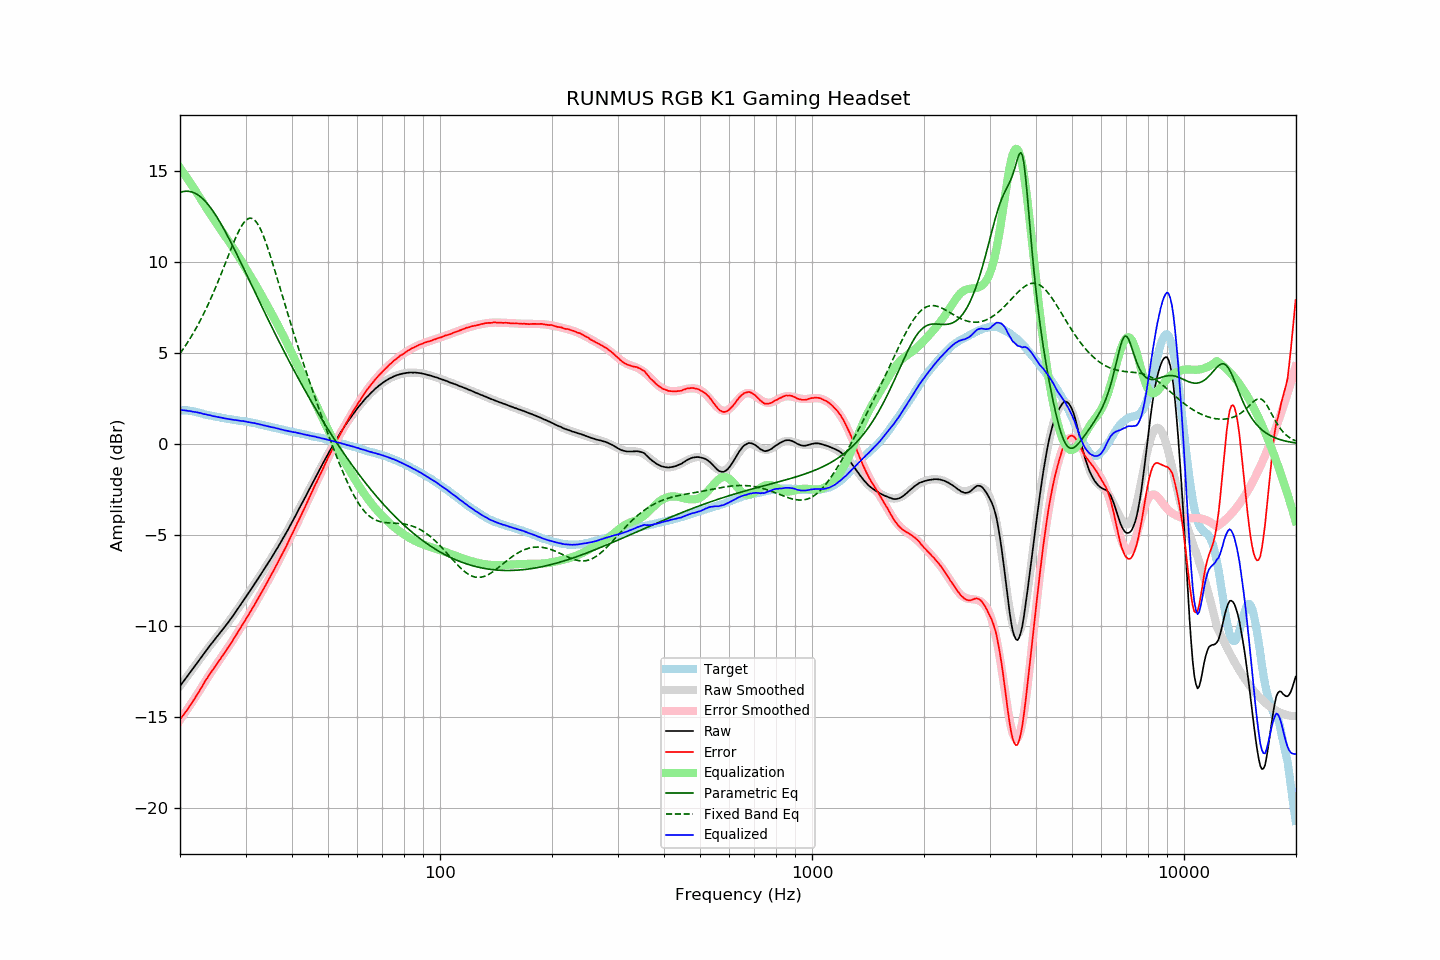 RUNMUS RGB K1 Gaming Headset
Amplitude (dBr)
15
10
5
0
−5
−10
−15
−20
Target
Raw Smoothed
Error Smoothed
Raw
Error
Equalization
Parametric Eq
Fixed Band Eq
Equalized
100
1000
10000
Frequency (Hz)